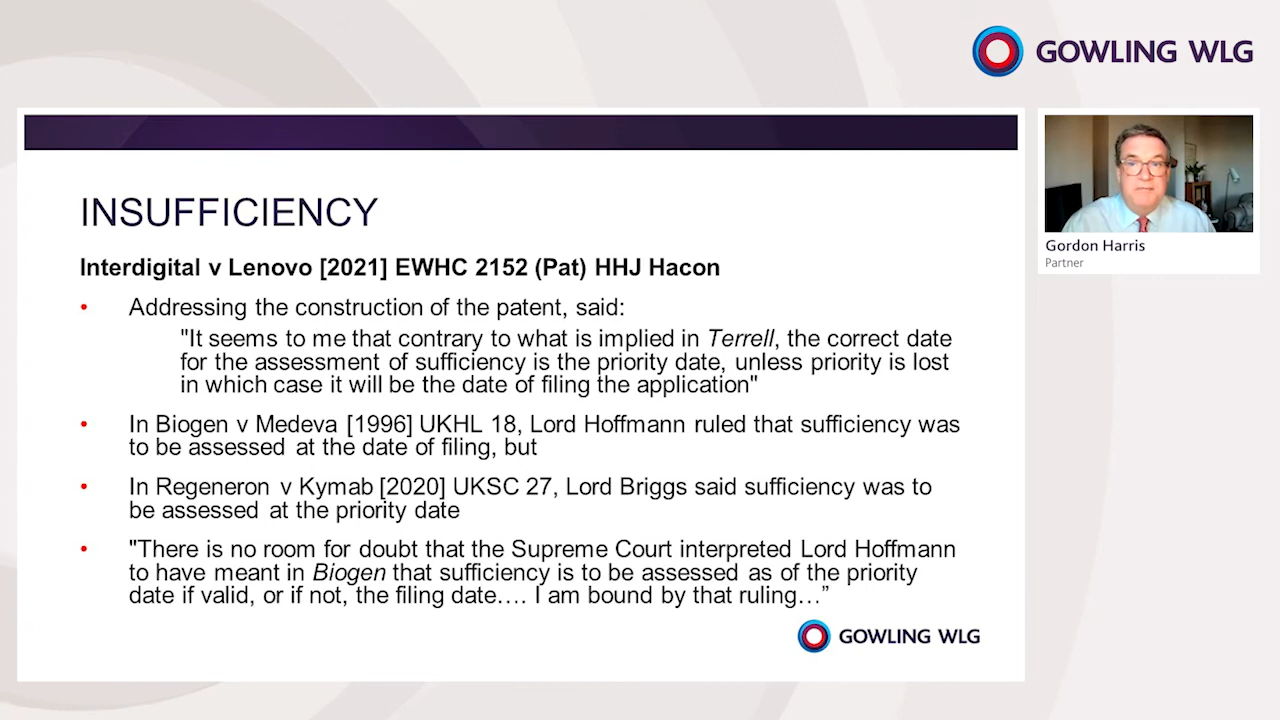 GOWLING WLG
INSUFFICIENCY
Interdigital v Lenovo [2021] EWHC 2152 (Pat) HHJ Hacon
• Addressing the construction of the patent, said:
"It seems to me that contrary to what is implied in Terrell, the correct date
for the assessment of sufficiency is the priority date, unless priority is lost
in which case it will be the date of filing the application"
• In Biogen v Medeva [1996] UKHL 18, Lord Hoffmann ruled that sufficiency was
to be assessed at the date of filing, but
• In Regeneron v Kymab [2020] UKSC 27, Lord Briggs said sufficiency was to
be assessed at the priority date
• "There is no room for doubt that the Supreme Court interpreted Lord Hoffmann
to have meant in Biogen that sufficiency is to be assessed as of the priority
date if valid, or if not, the filing date…. I am bound by that ruling…”
GOWLING WLG
Gordon Harris
Partner